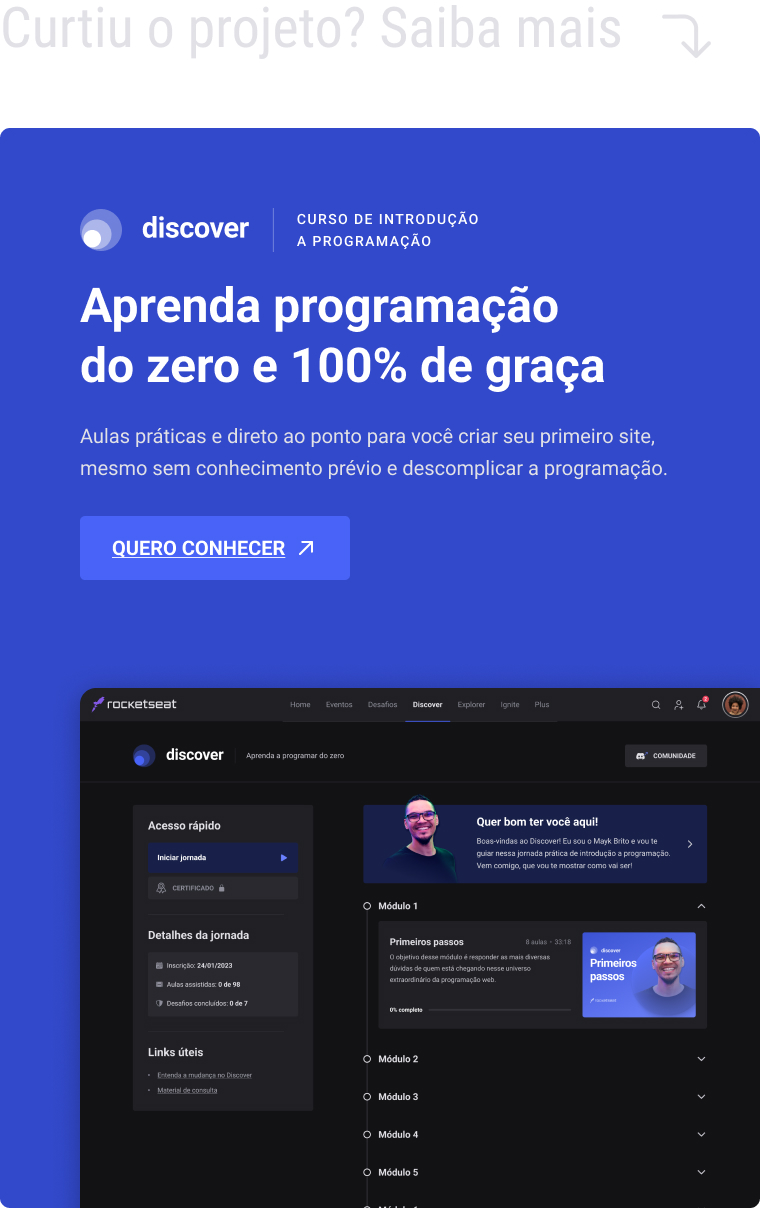 Curtiu o projeto? Saiba mais
discover
CURSO DE INTRODUÇÃO
A PROGRAMAÇÃO
Aprenda programação
do zero e 100% de graça
Aulas práticas e direto ao ponto para você criar seu primeiro site,
mesmo sem conhecimento prévio e descomplicar a programação.
QUERO CONHECER
rocketseat
Home Eventos Desafios Discover Explorer Ignite Plus
discover
Aprenda a programar do zero
COMUNIDADE
Acesso rápido
Iniciar jornada
CERTIFICADO
Detalhes da jornada
Inscrição: 24/01/2023
Aulas assistidas: 0 de 98
Desafios concluídos: 0 de 7
Links úteis
• Entenda a mudança no Discover
• Material de consulta
Quer bom ter você aqui!
Boas-vindas ao Discover! Eu sou o Mayk Brito e vou te
guiar nessa jornada prática de introdução a programação.
Vem comigo, que vou te mostrar como vai ser!
Módulo 1
Primeiros passos
8 aulas • 33:18
O objetivo desse módulo é responder as mais diversas
dúvidas de quem está chegando nesse universo
extraordinário da programação web.
0% completo
discover
Primeiros
passos
rocketseat
Módulo 2
Módulo 3
Módulo 4
Módulo 5